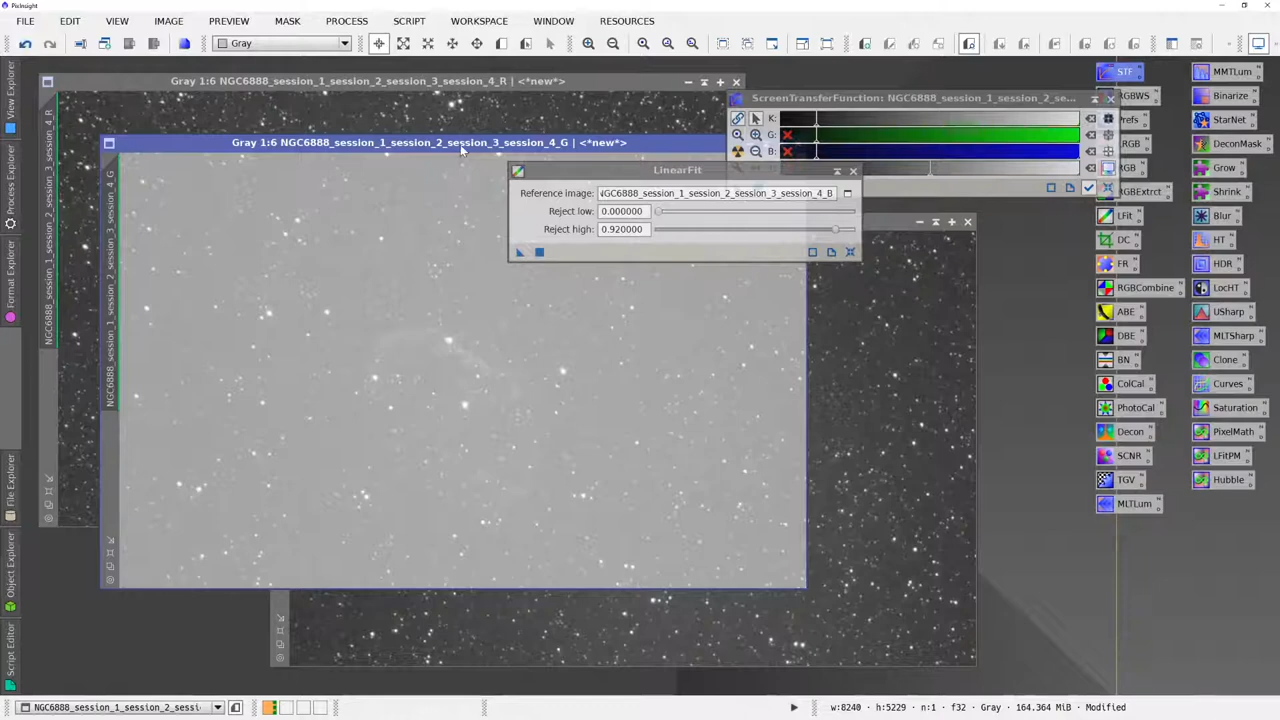 PixInsight
FILE EDIT VIEW IMAGE PREVIEW MASK PROCESS SCRIPT WORKSPACE WINDOW RESOURCES
Gray
View Explorer
Process Explorer
Format Explorer
File Explorer
Object Explorer
Script Editor
Gray 1:6 NGC6888_session_1_session_2_session_3_session_4_R | <*new*>
NGC6888_session_1_session_2_session_3_session_4_R
Gray 1:6 NGC6888_session_1_session_2_session_3_session_4_G | <*new*>
NGC6888_session_1_session_2_session_3_session_4_G
ScreenTransferFunction: NGC6888_session_1_session_2_se...
K:
G:
B:
LinearFit
Reference image: NGC6888_session_1_session_2_session_3_session_4_B
Reject low: 0.000000
Reject high: 0.920000
STF MMTLum
RGBWS Binarize
Prefs StarNet
RGB DeconMask
RGBExtrct Grow
Shrink
LFit Blur
DC HT
FR HDR
RGBCombine LocHT
ABE USharp
DBE MLTSharp
BN Clone
ColCal Curves
PhotoCal Saturation
Decon PixelMath
SCNR LFitPM
TGV Hubble
MLTLum
NGC6888_session_1_session_2_sessi
w:8240 · h:5229 · n:1 · f32 · Gray · 164.364 MiB · Modified